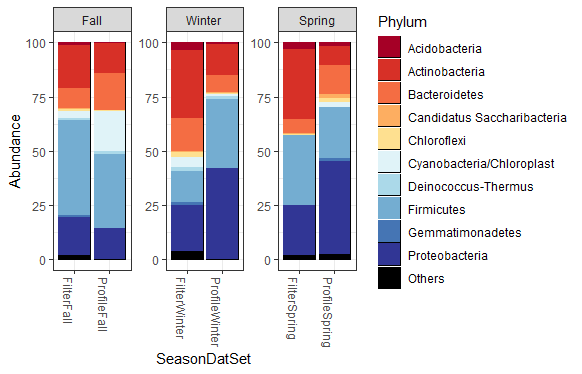 Fall Winter Spring
Phylum
Acidobacteria
Actinobacteria
Bacteroidetes
Candidatus Saccharibacteria
Chloroflexi
Cyanobacteria/Chloroplast
Deinococcus-Thermus
Firmicutes
Gemmatimonadetes
Proteobacteria
Others
Abundance
100 100 100
75 75 75
50 50 50
25 25 25
0 0 0
FilterFall
ProfileFall
FilterWinter
ProfileWinter
FilterSpring
ProfileSpring
SeasonDatSet